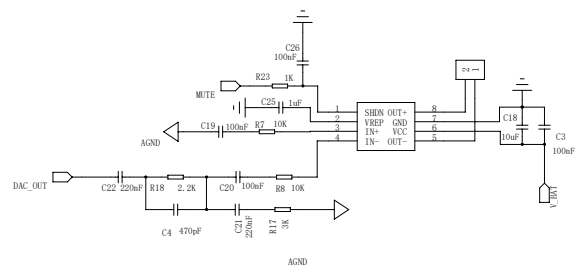 C26
100nF
2 1
R23 1K
MUTE
C25 1uF
1 SHDN OUT+ 8
2 VREP GND 7
3 IN+ VCC 6
4 IN- OUT- 5
C18
10uF
C3
100nF
C19 100nF R7 10K
AGND
DAC_OUT
C22 220nF R18 2.2K C20 100nF R8 10K
V_BAT
C4 470pF
C21
220nF
R17
3K
AGND